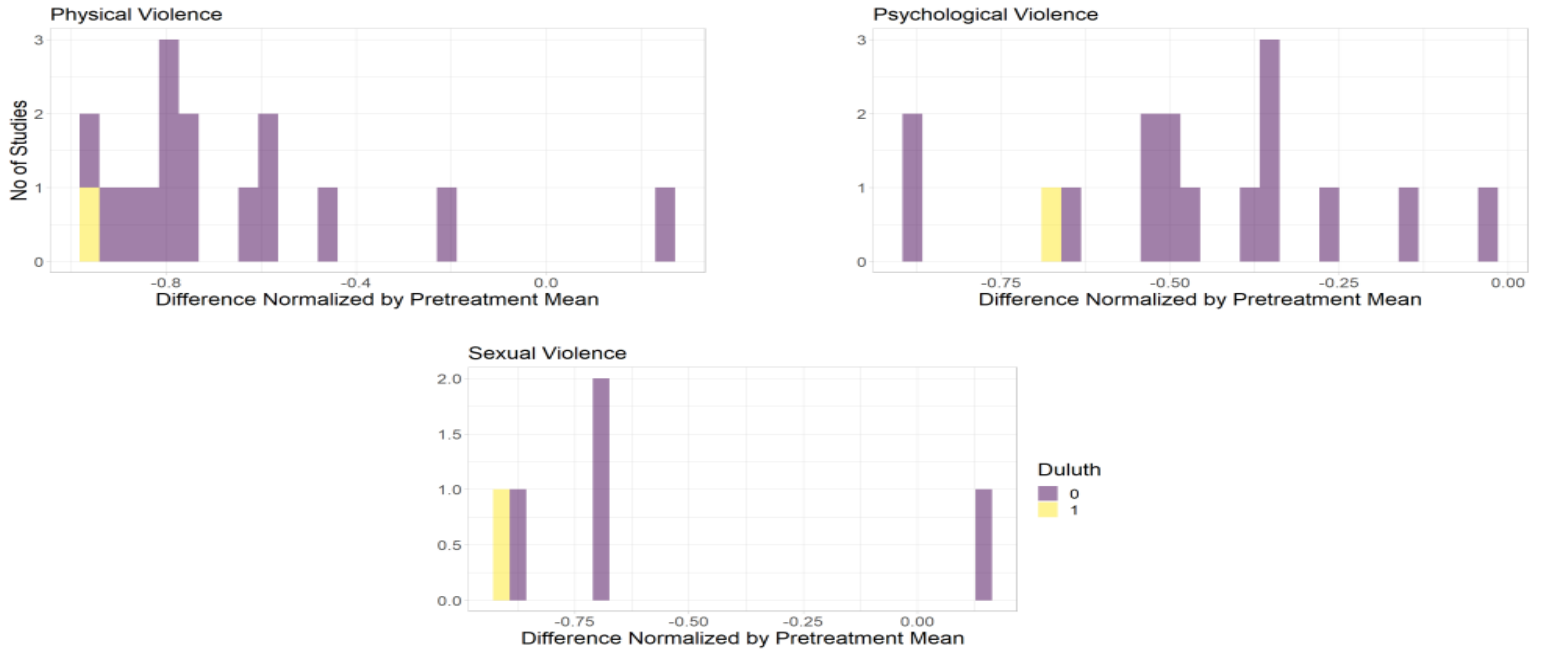 Physical Violence
No of Studies
3
2
1
0
-0.8 -0.4 0.0
Difference Normalized by Pretreatment Mean
Psychological Violence
3
2
1
0
-0.75 -0.50 -0.25 0.00
Difference Normalized by Pretreatment Mean
Sexual Violence
2.0
1.5
1.0
0.5
0.0
-0.75 -0.50 -0.25 0.00
Difference Normalized by Pretreatment Mean
Duluth
0
1